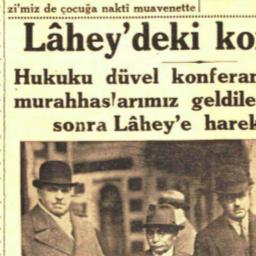 zi'miz de çocuğa nakti muavenette
Lâhey'deki ko
Hukuku düvel konferan
murahhaslarımız geldile
sonra Lâhey'e harek